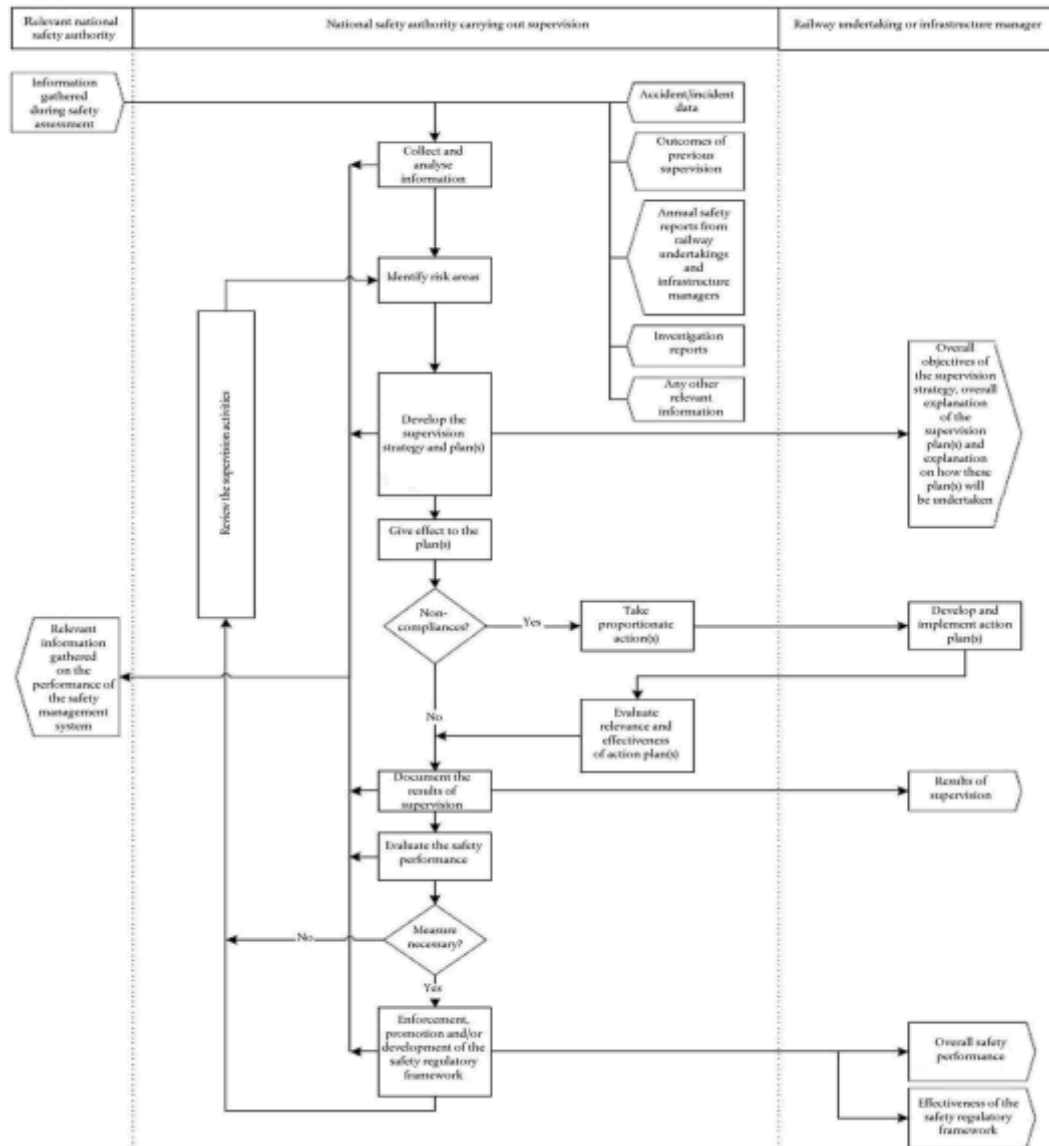 Relevant national
safety authority
National safety authority carrying out supervision
Railway undertaking or infrastructure manager
Information
gathered
during safety
assessment
Accident/incident
data
Collect and
analyse
information
Outcomes of
previous
supervision
Annual safety
reports from
railway
undertakings
and
infrastructure
managers
Identify risk areas
Investigation
reports
Any other
relevant
information
Review the supervision activities
Develop the
supervision
strategy and plan(s)
Overall
objectives of
the supervision
strategy, overall
explanation
of the
supervision
plan(s) and
explanation
on how these
plan(s) will
be undertaken
Give effect to the
plan(s)
Non-
compliances?
Yes
Take
proportionate
action(s)
Develop and
implement action
plan(s)
Relevant
information
gathered
on the
performance of
the safety
management
system
No
Evaluate
relevance and
effectiveness
of action plan(s)
Document the
results of
supervision
Results of
supervision
Evaluate the safety
performance
Measure
necessary?
No
Yes
Enforcement,
promotion and/or
development of the
safety regulatory
framework
Overall safety
performance
Effectiveness of the
safety regulatory
framework